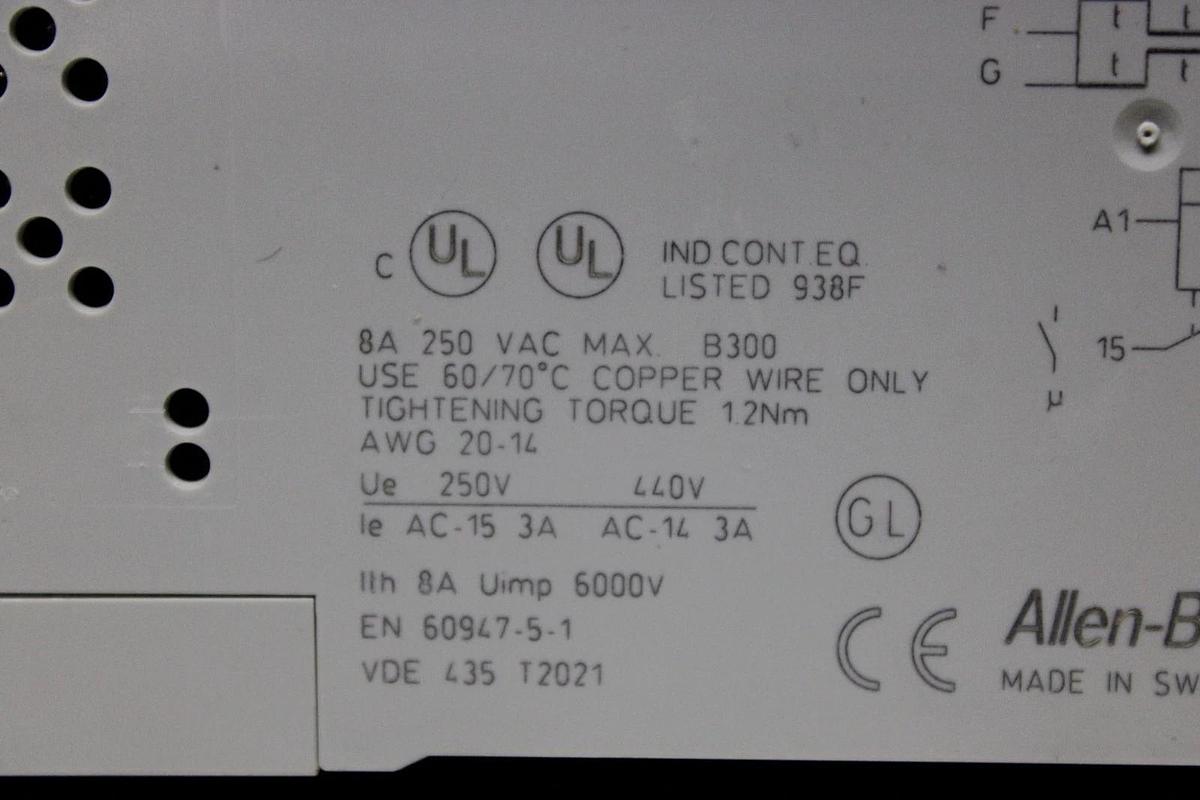 F t t
G t t
A1
15
µ
C UL UL IND.CONT.EQ.
LISTED 938F
8A 250 VAC MAX. B300
USE 60/70°C COPPER WIRE ONLY
TIGHTENING TORQUE 1.2Nm
AWG 20-14
Ue 250V 440V
Ie AC-15 3A AC-14 3A
GL
Ith 8A Uimp 6000V
EN 60947-5-1
VDE 435 T2021
CE
Allen-B
MADE IN SW